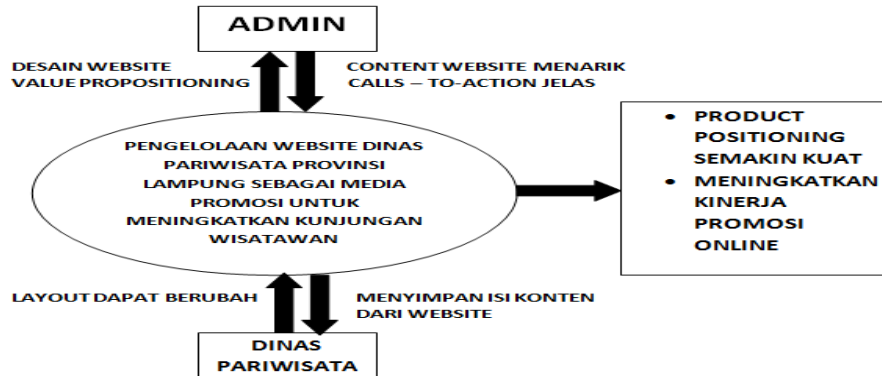 ADMIN
DESAIN WEBSITE
VALUE PROPOSITIONING
CONTENT WEBSITE MENARIK
CALLS – TO-ACTION JELAS
PENGELOLAAN WEBSITE DINAS
PARIWISATA PROVINSI
LAMPUNG SEBAGAI MEDIA
PROMOSI UNTUK
MENINGKATKAN KUNJUNGAN
WISATAWAN
• PRODUCT
POSITIONING
SEMAKIN KUAT
• MENINGKATKAN
KINERJA
PROMOSI
ONLINE
LAYOUT DAPAT BERUBAH
MENYIMPAN ISI KONTEN
DARI WEBSITE
DINAS
PARIWISATA